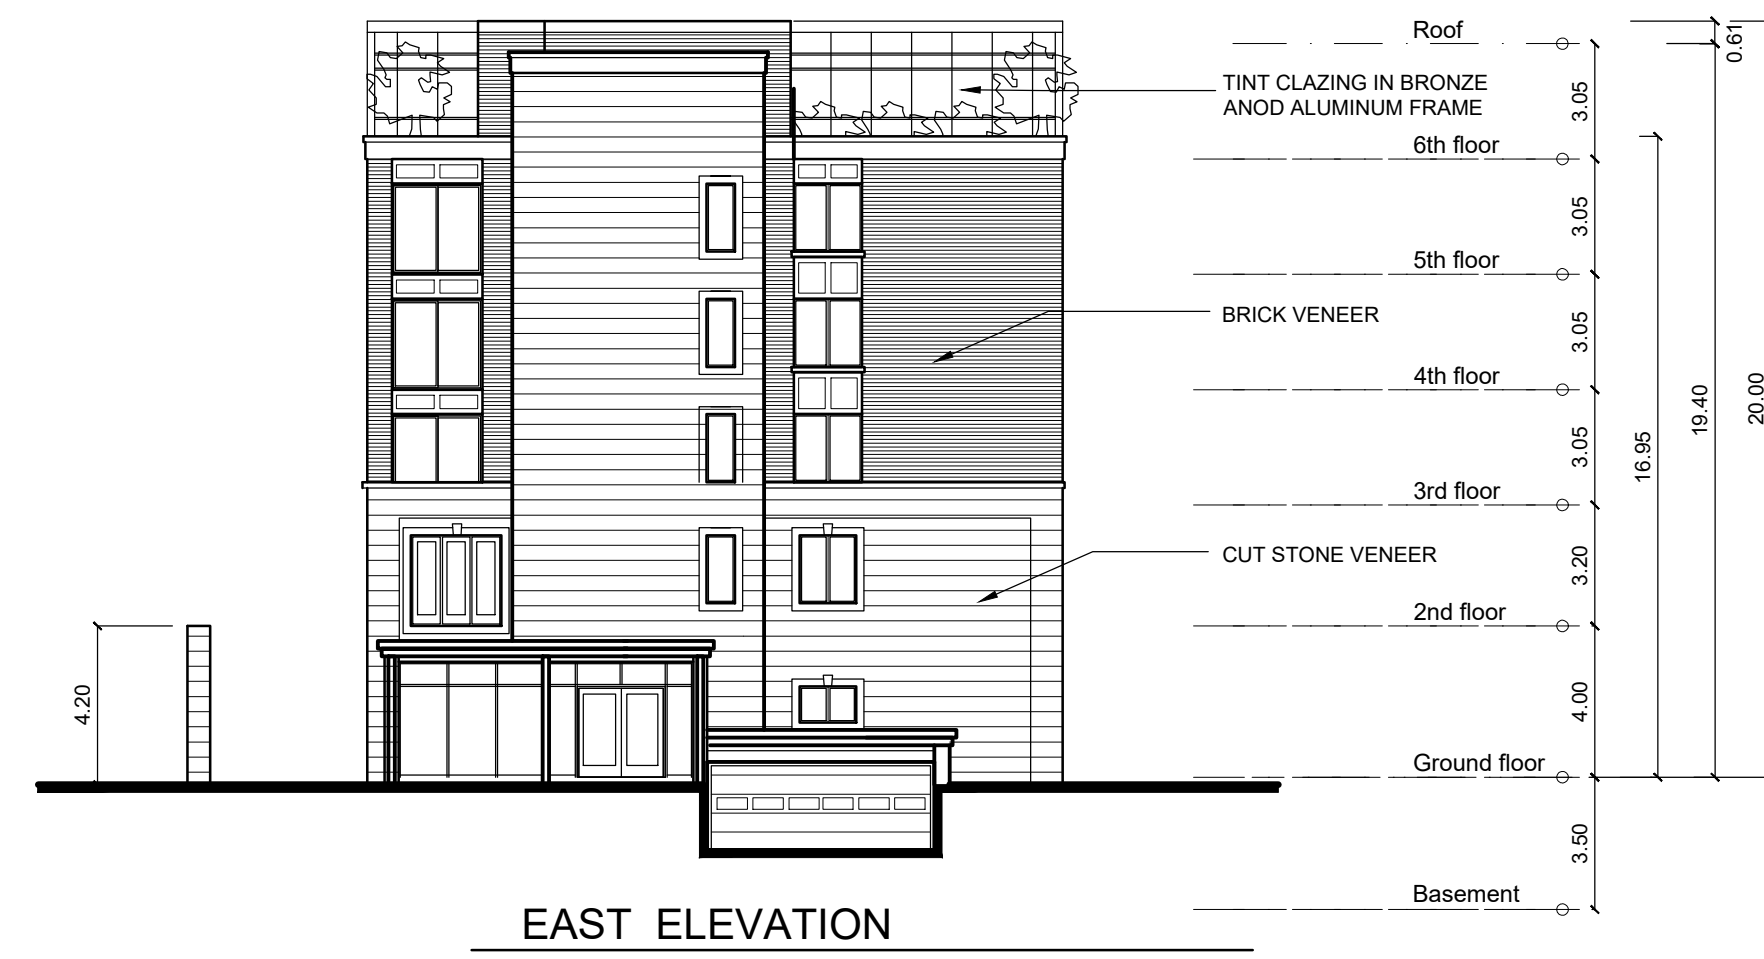 Roof
0.61
TINT CLAZING IN BRONZE
ANOD ALUMINUM FRAME
3.05
6th floor
3.05
5th floor
BRICK VENEER
3.05
4th floor
19.40
20.00
3.05
16.95
3rd floor
CUT STONE VENEER
3.20
2nd floor
4.20
4.00
Ground floor
3.50
Basement
EAST ELEVATION